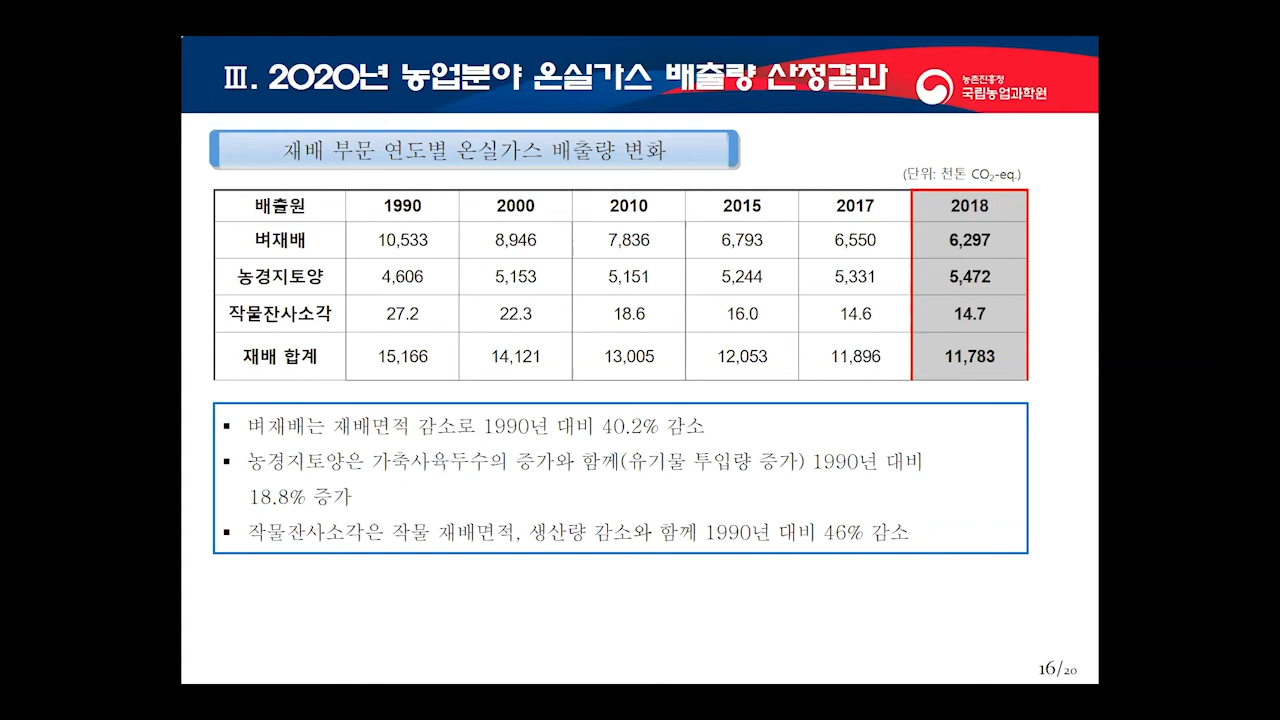 Ⅲ. 2020년 농업분야 온실가스 배출량 산정결과
농촌진흥청
국립농업과학원
재배 부문 연도별 온실가스 배출량 변화
(단위: 천톤 CO₂-eq.)
배출원 1990 2000 2010 2015 2017 2018
벼재배 10,533 8,946 7,836 6,793 6,550 6,297
농경지토양 4,606 5,153 5,151 5,244 5,331 5,472
작물잔사소각 27.2 22.3 18.6 16.0 14.6 14.7
재배 합계 15,166 14,121 13,005 12,053 11,896 11,783
▪ 벼재배는 재배면적 감소로 1990년 대비 40.2% 감소
▪ 농경지토양은 가축사육두수의 증가와 함께(유기물 투입량 증가) 1990년 대비
18.8% 증가
▪ 작물잔사소각은 작물 재배면적, 생산량 감소와 함께 1990년 대비 46% 감소
16/20